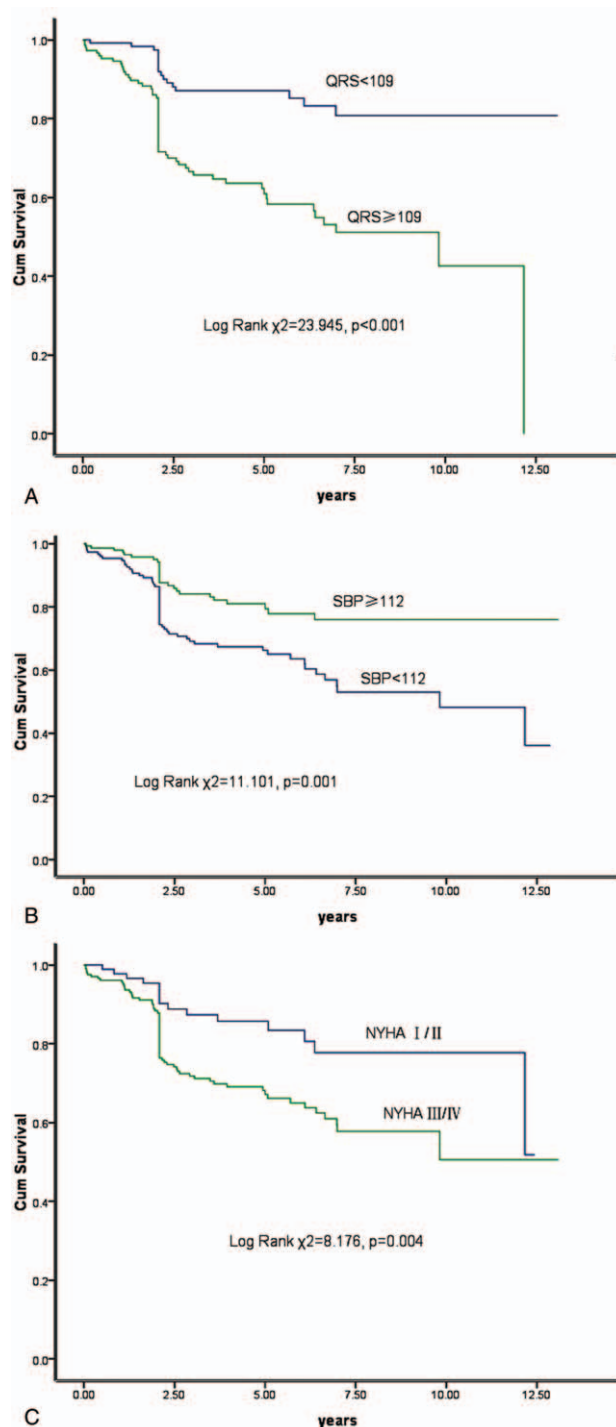 1.0
QRS<109
0.8
Cum Survival
0.6
QRS≥109
0.4
Log Rank χ2=23.945, p<0.001
0.2
0.0
0.00 2.50 5.00 7.50 10.00 12.50
A
years
1.0
0.8
SBP≥112
Cum Survival
0.6
SBP<112
0.4
Log Rank χ2=11.101, p=0.001
0.2
0.0
0.00 2.50 5.00 7.50 10.00 12.50
B
years
1.0
NYHA Ⅰ/Ⅱ
0.8
Cum Survival
0.6
NYHA Ⅲ/Ⅳ
0.4
Log Rank χ2=8.176, p=0.004
0.2
0.0
0.00 2.50 5.00 7.50 10.00 12.50
C
years